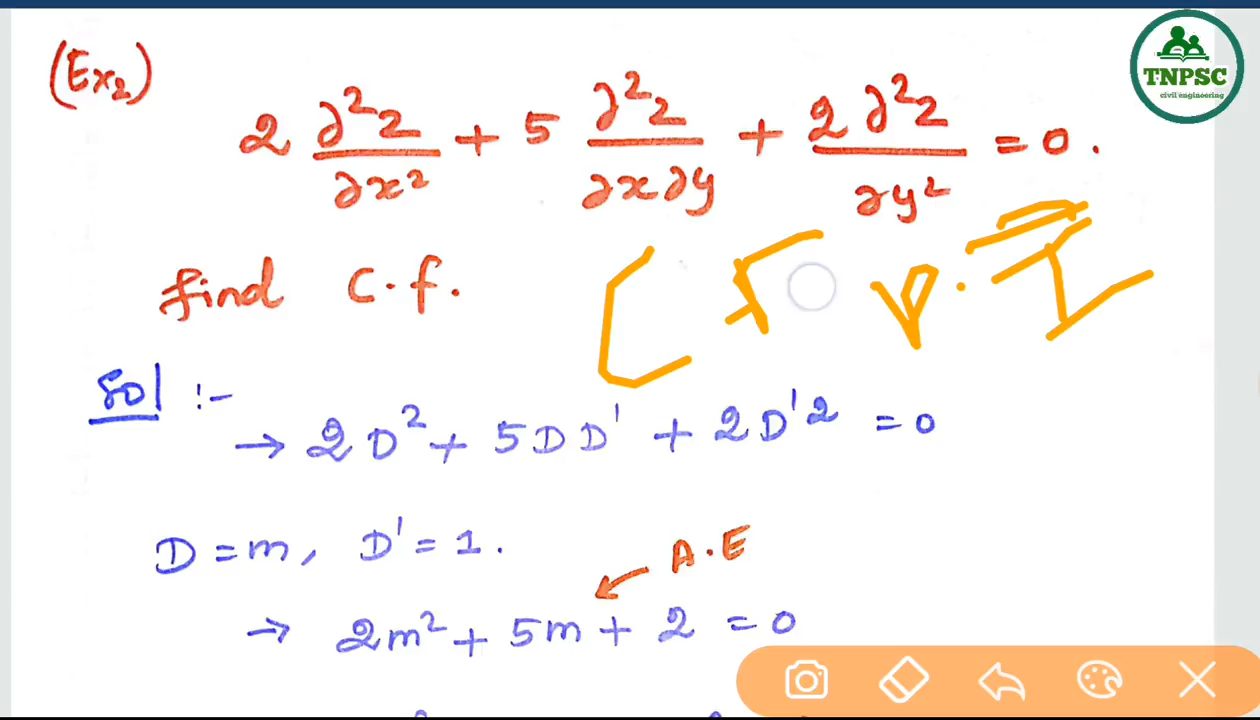 TNPSC
civil engineering
(Ex2)
2 ∂²z/∂x² + 5 ∂²z/∂x∂y + 2∂²z/∂y² = 0.
find C.f.
C.F P.I
Sol :-
→ 2D² + 5DD' + 2D'2 = 0
D = m, D' = 1.
A.E
→ 2m² + 5m + 2 = 0